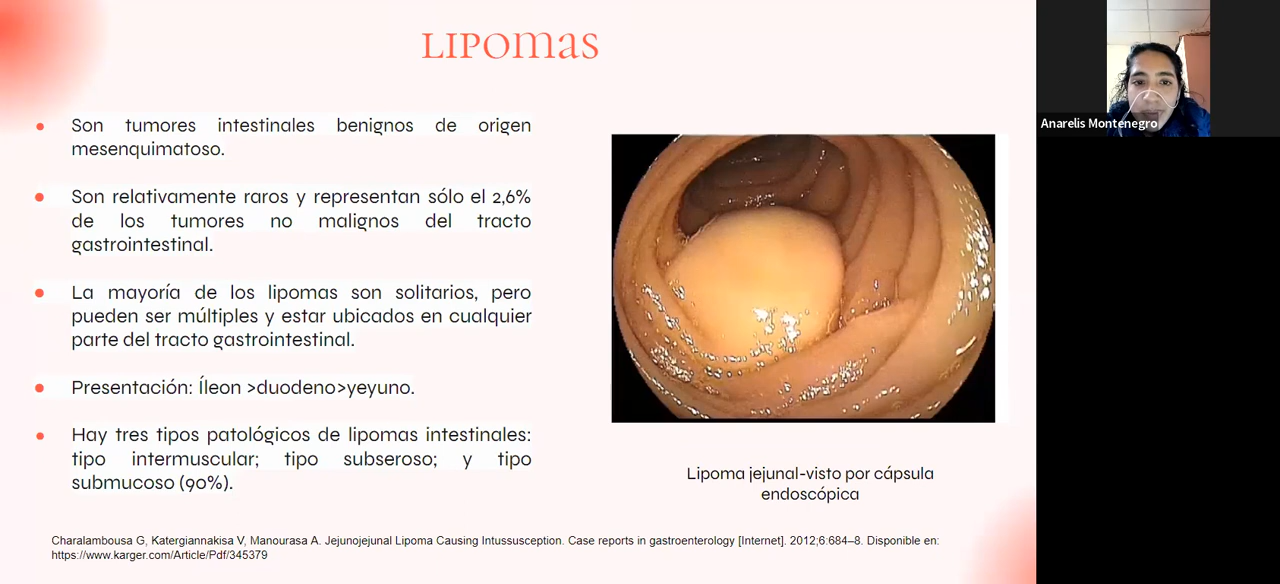 LIPOMAS
Son tumores intestinales benignos de origen
mesenquimatoso.
Son relativamente raros y representan sólo el 2,6%
de los tumores no malignos del tracto
gastrointestinal.
La mayoría de los lipomas son solitarios, pero
pueden ser múltiples y estar ubicados en cualquier
parte del tracto gastrointestinal.
Presentación: Íleon >duodeno>yeyuno.
Hay tres tipos patológicos de lipomas intestinales:
tipo intermuscular; tipo subseroso; y tipo
submucoso (90%).
Lipoma jejunal-visto por cápsula
endoscópica
Charalambousa G, Katergiannakisa V, Manourasa A. Jejunojejunal Lipoma Causing Intussusception. Case reports in gastroenterology [Internet]. 2012;6:684–8. Disponible en:
https://www.karger.com/Article/Pdf/345379
Anarelis Montenegro